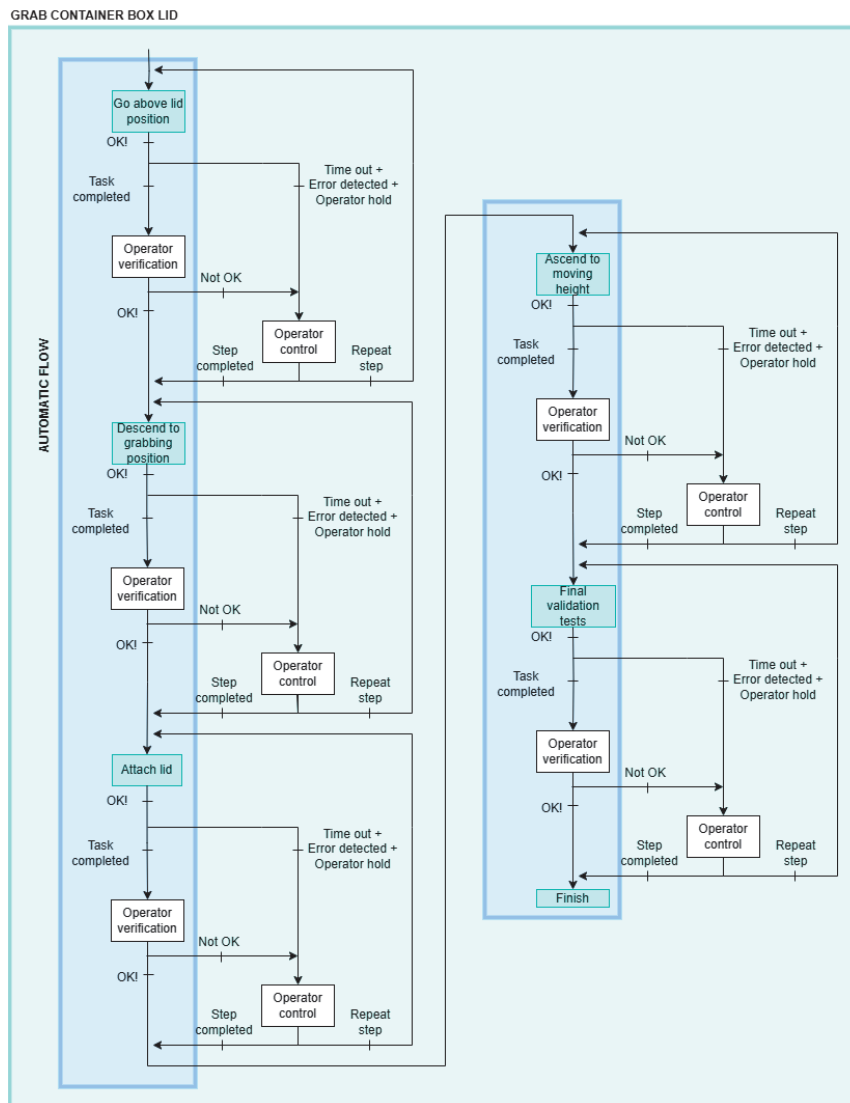 GRAB CONTAINER BOX LID
AUTOMATIC FLOW
Go above lid
position
OK!
Task
completed
Time out +
Error detected +
Operator hold
Operator
verification
Not OK
OK!
Operator
control
Step
completed
Repeat
step
Descend to
grabbing
position
OK!
Task
completed
Time out +
Error detected +
Operator hold
Operator
verification
Not OK
OK!
Operator
control
Step
completed
Repeat
step
Attach lid
OK!
Task
completed
Time out +
Error detected +
Operator hold
Operator
verification
Not OK
OK!
Operator
control
Step
completed
Repeat
step
Ascend to
moving
height
OK!
Task
completed
Time out +
Error detected +
Operator hold
Operator
verification
Not OK
OK!
Operator
control
Step
completed
Repeat
step
Final
validation
tests
OK!
Task
completed
Time out +
Error detected +
Operator hold
Operator
verification
Not OK
OK!
Operator
control
Step
completed
Repeat
step
Finish